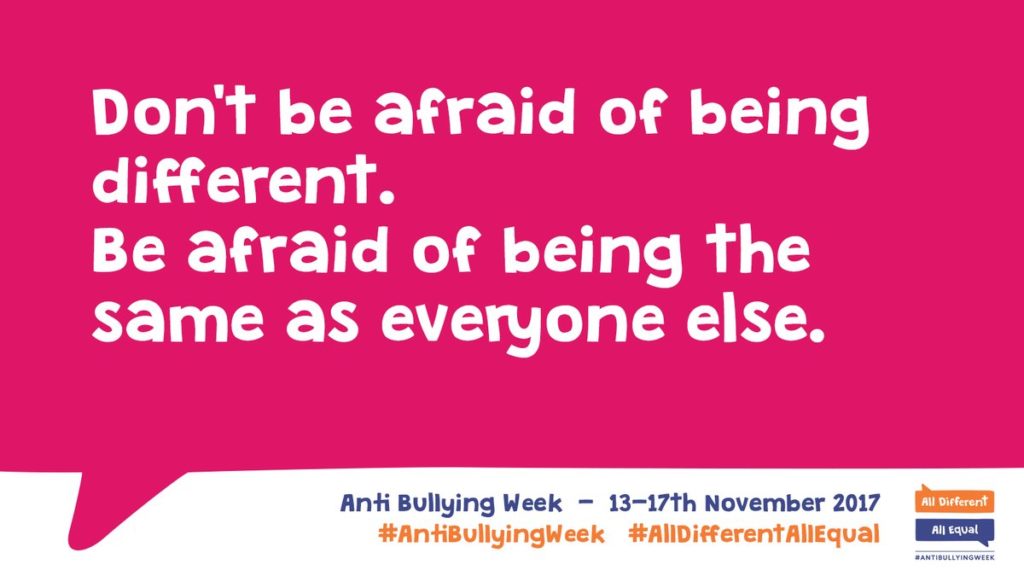 Don't be afraid of being
different.
Be afraid of being the
same as everyone else.
Anti Bullying Week – 13-17th November 2017
#AntiBullyingWeek #AllDifferentAllEqual
All Different
All Equal
#ANTIBULLYINGWEEK